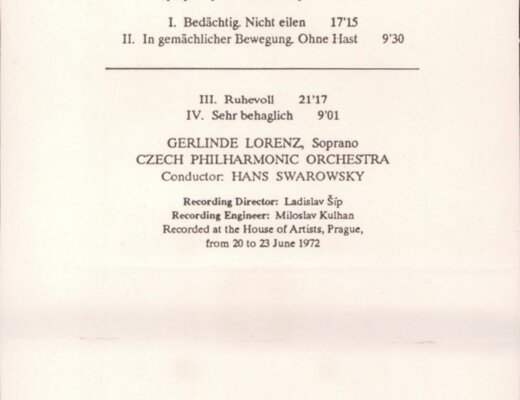 I. Bedächtig. Nicht eilen 17'15
II. In gemächlicher Bewegung. Ohne Hast 9'30
III. Ruhevoll 21'17
IV. Sehr behaglich 9'01
GERLINDE LORENZ, Soprano
CZECH PHILHARMONIC ORCHESTRA
Conductor: HANS SWAROWSKY
Recording Director: Ladislav Šíp
Recording Engineer: Miloslav Kulhan
Recorded at the House of Artists, Prague,
from 20 to 23 June 1972